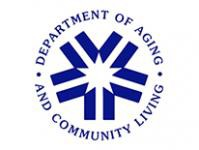 DEPARTMENT OF AGING
AND COMMUNITY LIVING